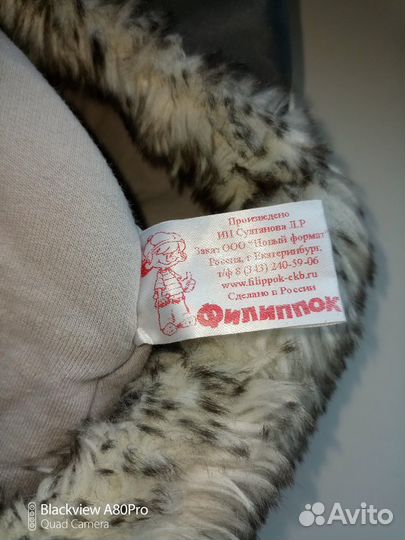 Произведено
ИП Султанова Л.Р
Заказ ООО "Новый формат"
Россия, г Екатеринбург.
т/ф 8 (343) 240-59-06
www.filippok-ekb.ru
Сделано в России
Филиппок
Blackview A80Pro
Quad Camera
Avito